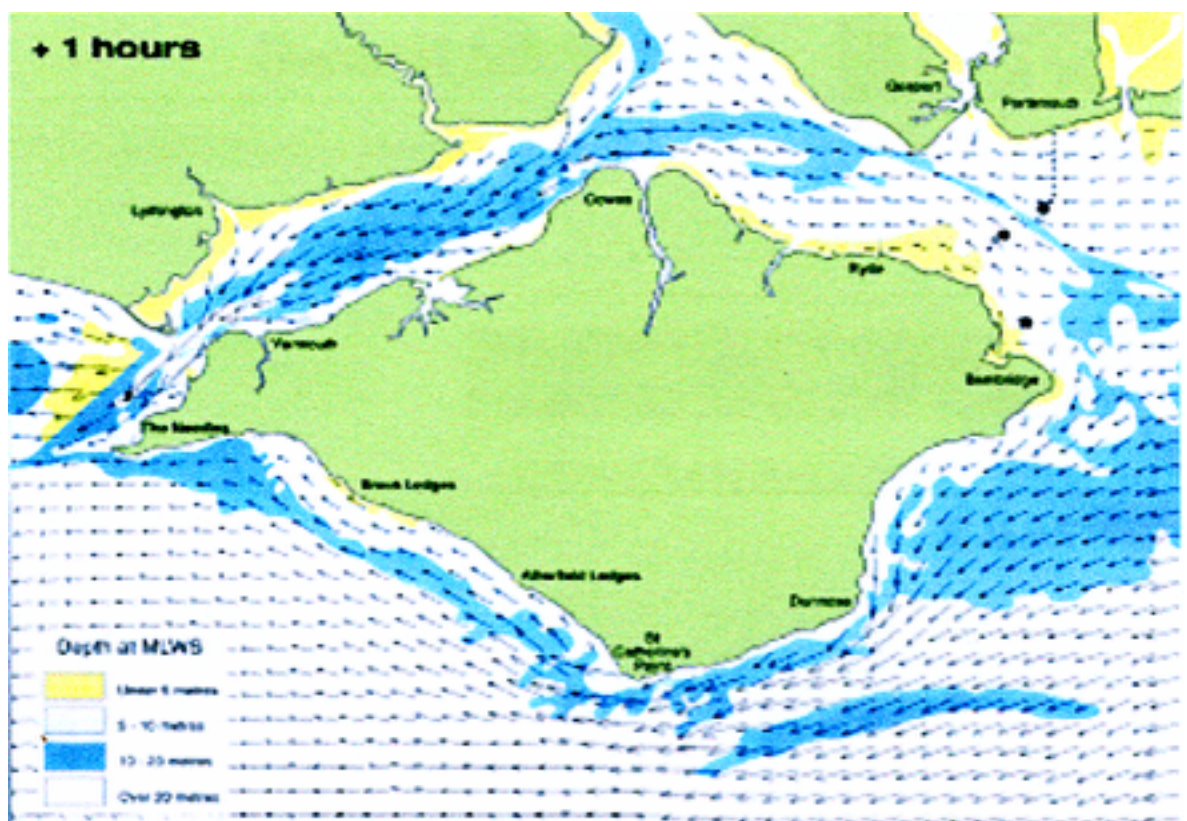 + 1 hours
Gosport
Portsmouth
Lymington
Cowes
Ryde
Yarmouth
Bembridge
The Needles
Brook Ledges
Atherfield Ledges
Dunnose
St
Catherine's
Point
Depth at MLWS
Under 5 metres
5 - 10 metres
10 - 20 metres
Over 20 metres